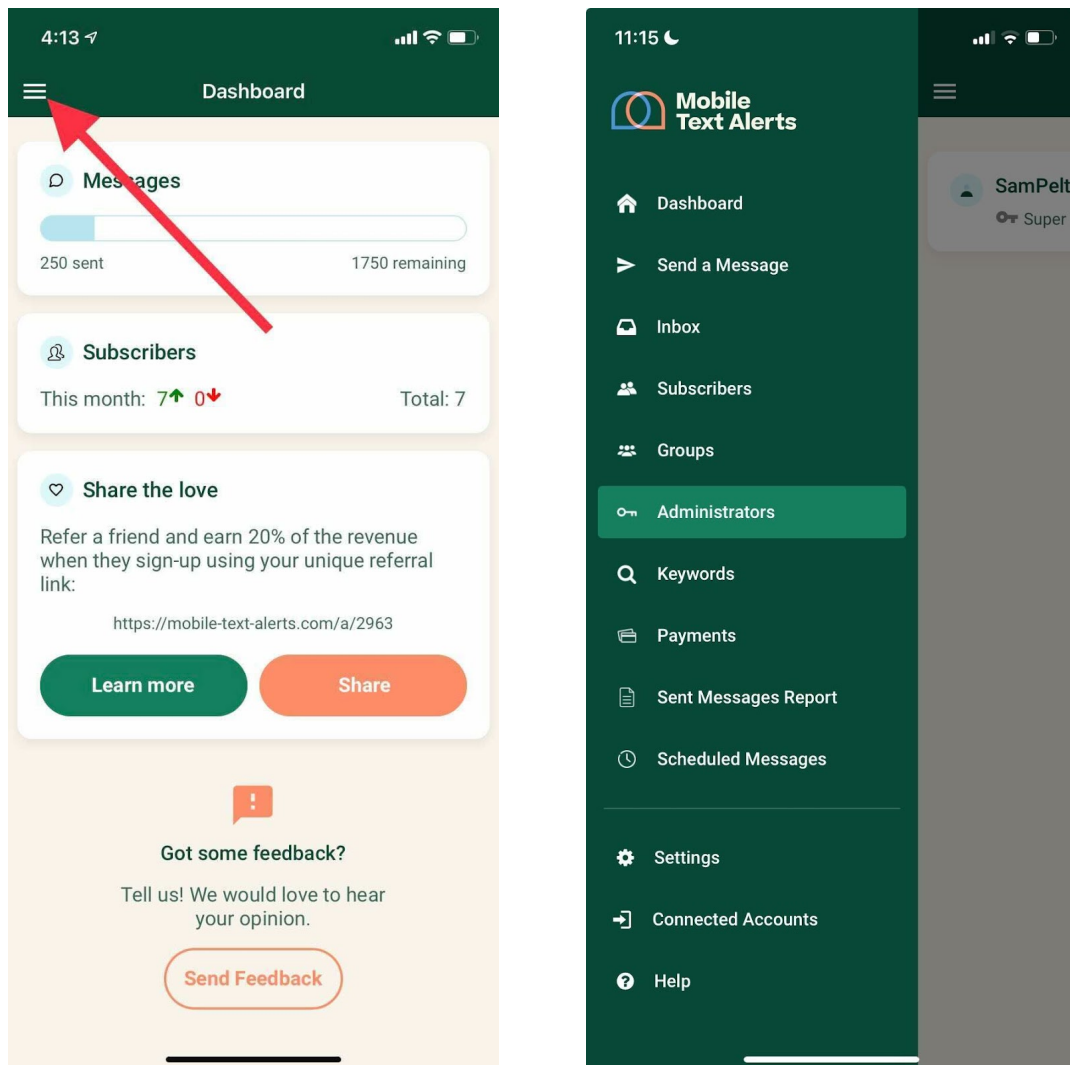 4:13
Dashboard
Messages
250 sent 1750 remaining
Subscribers
This month: 7 0 Total: 7
Share the love
Refer a friend and earn 20% of the revenue
when they sign-up using your unique referral
link:
https://mobile-text-alerts.com/a/2963
Learn more Share
Got some feedback?
Tell us! We would love to hear
your opinion.
Send Feedback
11:15
Mobile
Text Alerts
Dashboard
Send a Message
Inbox
Subscribers
Groups
Administrators
Keywords
Payments
Sent Messages Report
Scheduled Messages
Settings
Connected Accounts
Help
SamPelt
Super